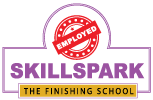 EMPLOYED
SKILLSPARK
THE FINISHING SCHOOL